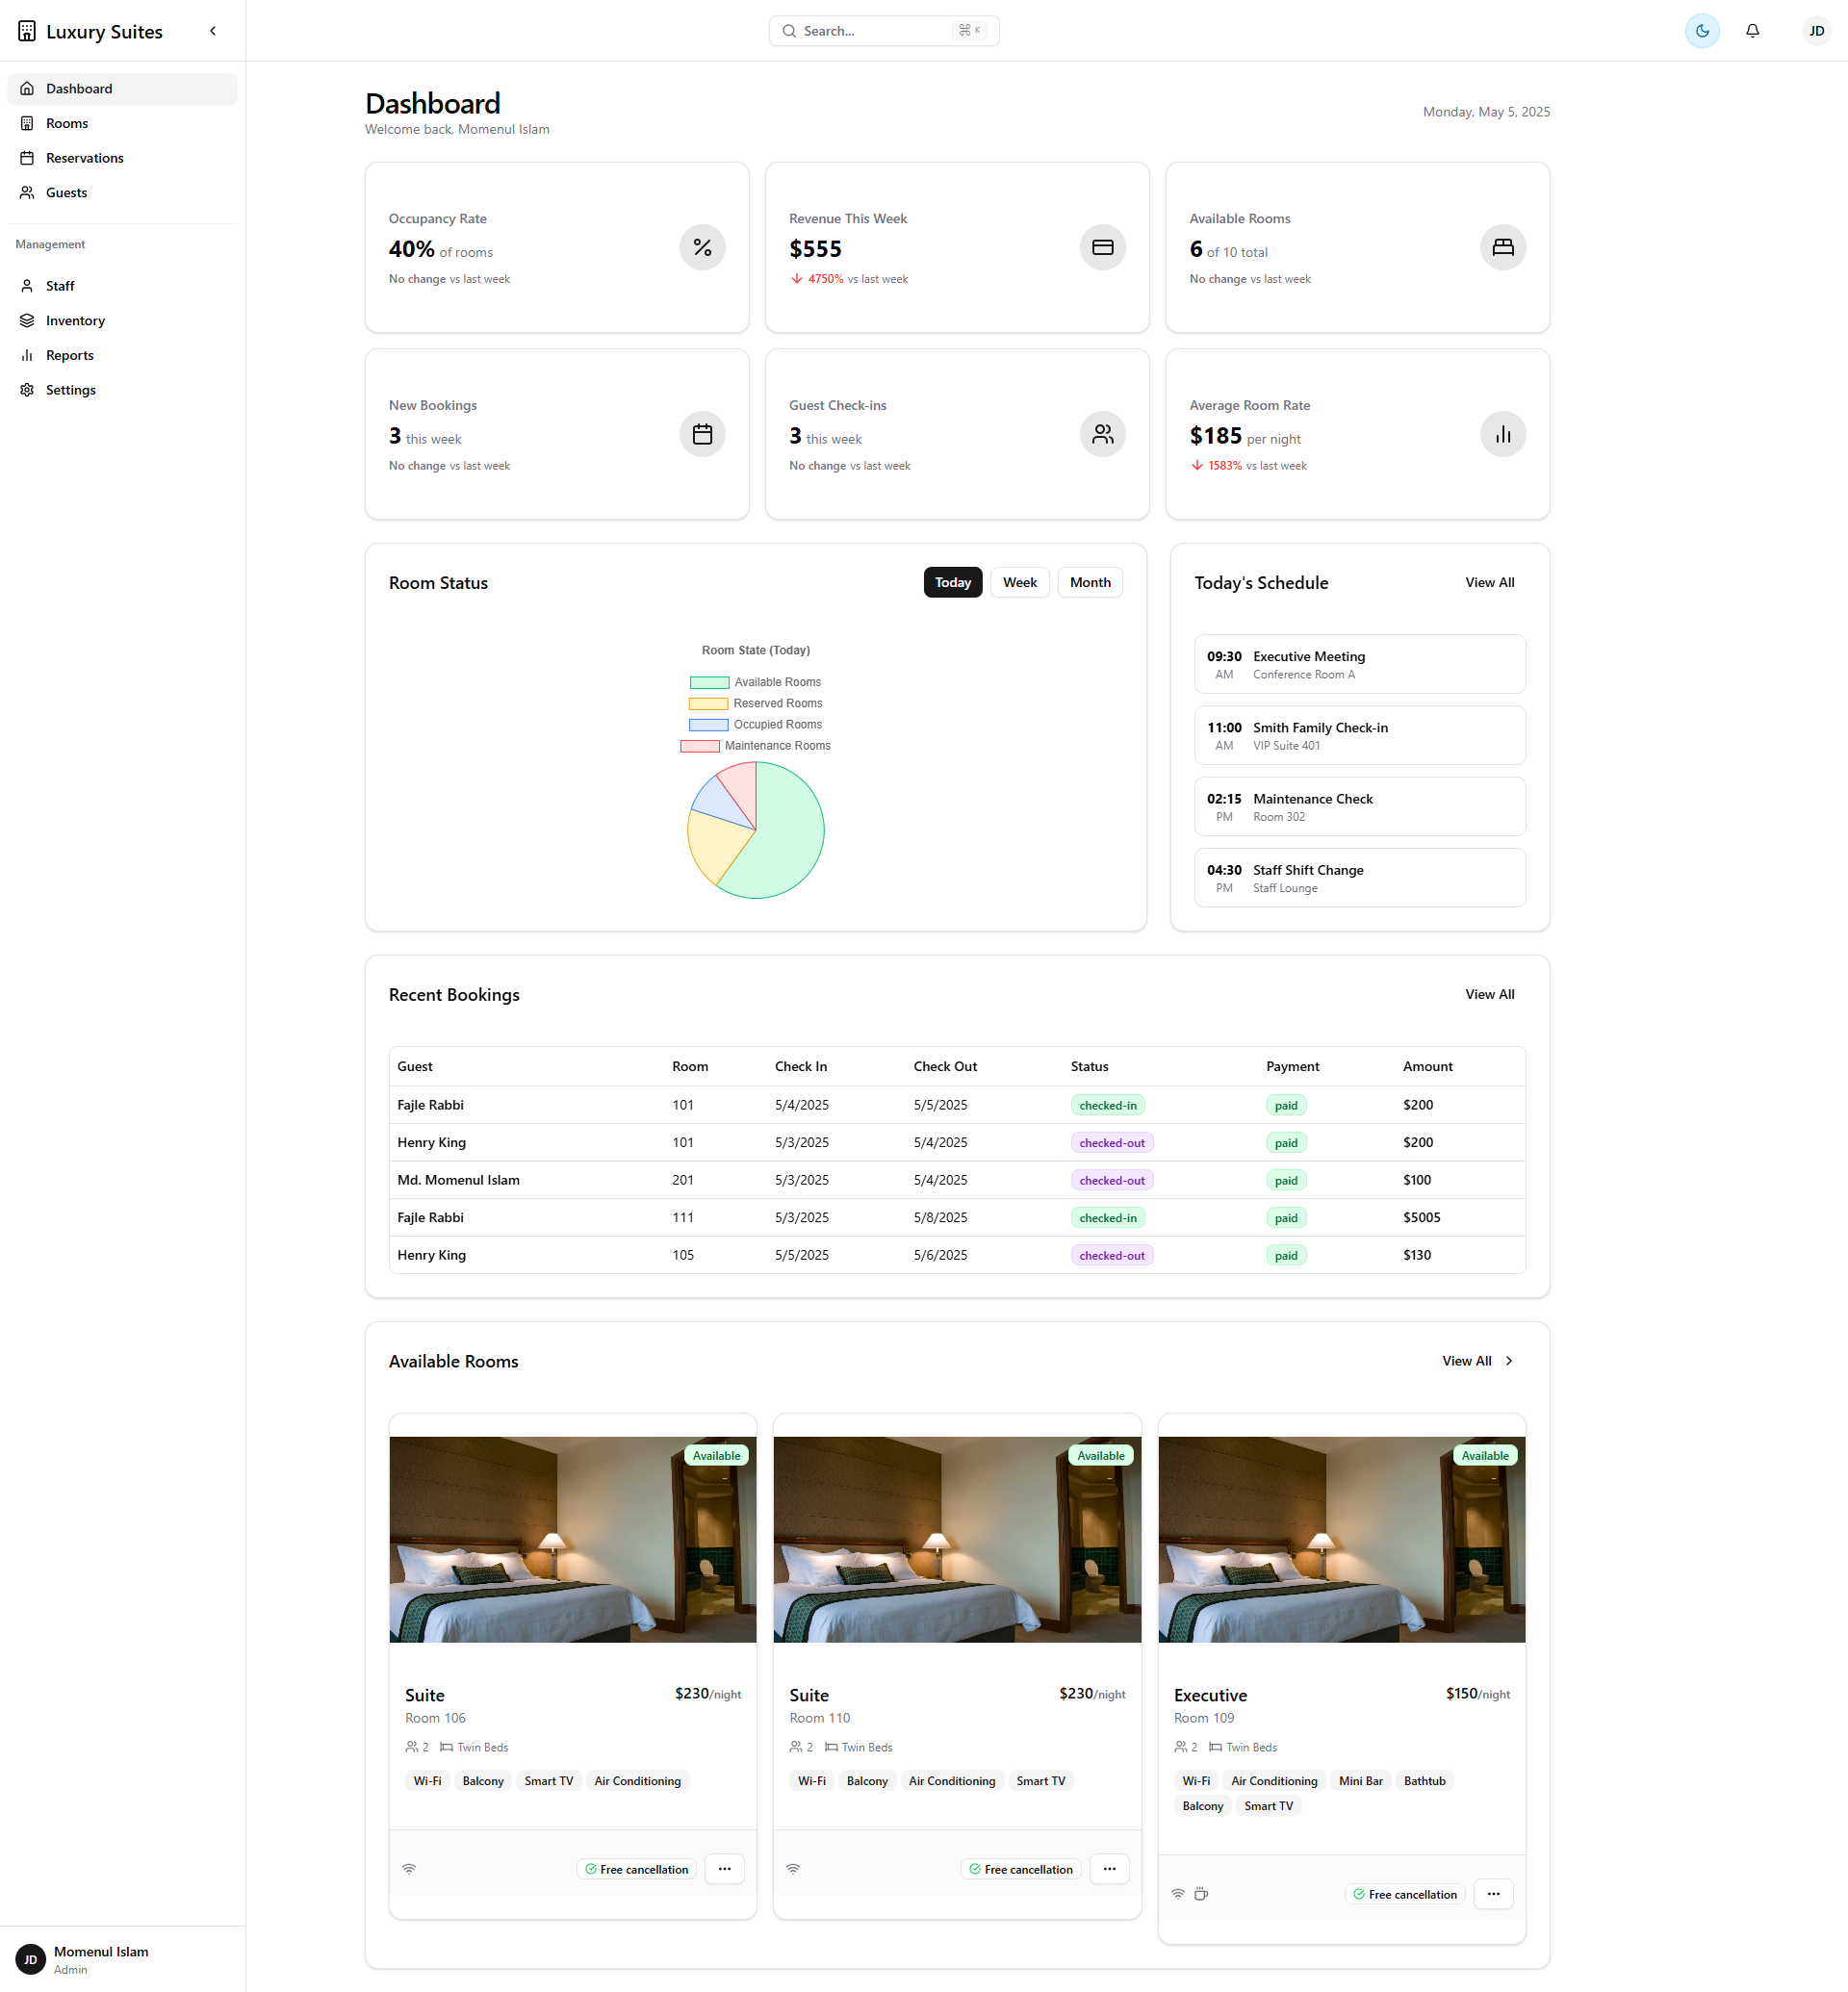 Luxury Suites
Search...
⌘ K
JD
Dashboard
Rooms
Reservations
Guests
Management
Staff
Inventory
Reports
Settings
Momenul Islam
Admin
JD
Dashboard
Welcome back, Momenul Islam
Monday, May 5, 2025
Occupancy Rate
40% of rooms
No change vs last week
Revenue This Week
$555
4750% vs last week
Available Rooms
6 of 10 total
No change vs last week
New Bookings
3 this week
No change vs last week
Guest Check-ins
3 this week
No change vs last week
Average Room Rate
$185 per night
1583% vs last week
Room Status
Today Week Month
Room State (Today)
Available Rooms
Reserved Rooms
Occupied Rooms
Maintenance Rooms
Today's Schedule
View All
09:30 Executive Meeting
AM Conference Room A
11:00 Smith Family Check-in
AM VIP Suite 401
02:15 Maintenance Check
PM Room 302
04:30 Staff Shift Change
PM Staff Lounge
Recent Bookings
View All
Guest Room Check In Check Out Status Payment Amount
Fajle Rabbi 101 5/4/2025 5/5/2025 checked-in paid $200
Henry King 101 5/3/2025 5/4/2025 checked-out paid $200
Md. Momenul Islam 201 5/3/2025 5/4/2025 checked-out paid $100
Fajle Rabbi 111 5/3/2025 5/8/2025 checked-in paid $5005
Henry King 105 5/5/2025 5/6/2025 checked-out paid $130
Available Rooms
View All
Available
Suite $230/night
Room 106
2 Twin Beds
Wi-Fi Balcony Smart TV Air Conditioning
Free cancellation
Available
Suite $230/night
Room 110
2 Twin Beds
Wi-Fi Balcony Air Conditioning Smart TV
Free cancellation
Available
Executive $150/night
Room 109
2 Twin Beds
Wi-Fi Air Conditioning Mini Bar Bathtub
Balcony Smart TV
Free cancellation